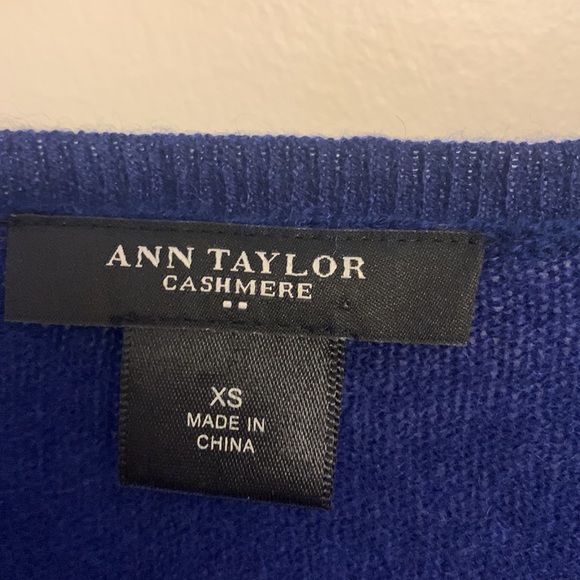 ANN TAYLOR
CASHMERE
XS
MADE IN
CHINA